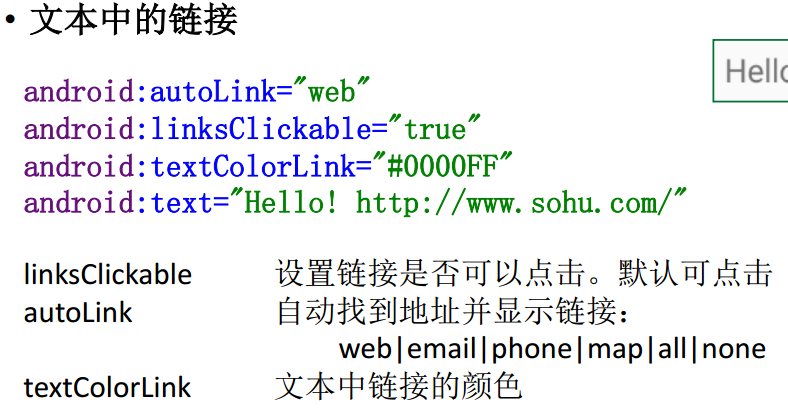 • 文本中的链接
Hello
android:autoLink="web"
android:linksClickable="true"
android:textColorLink="#0000FF"
android:text="Hello! http://www.sohu.com/"
linksClickable 设置链接是否可以点击。默认可点击
autoLink 自动找到地址并显示链接：
web|email|phone|map|all|none
textColorLink 文本中链接的颜色